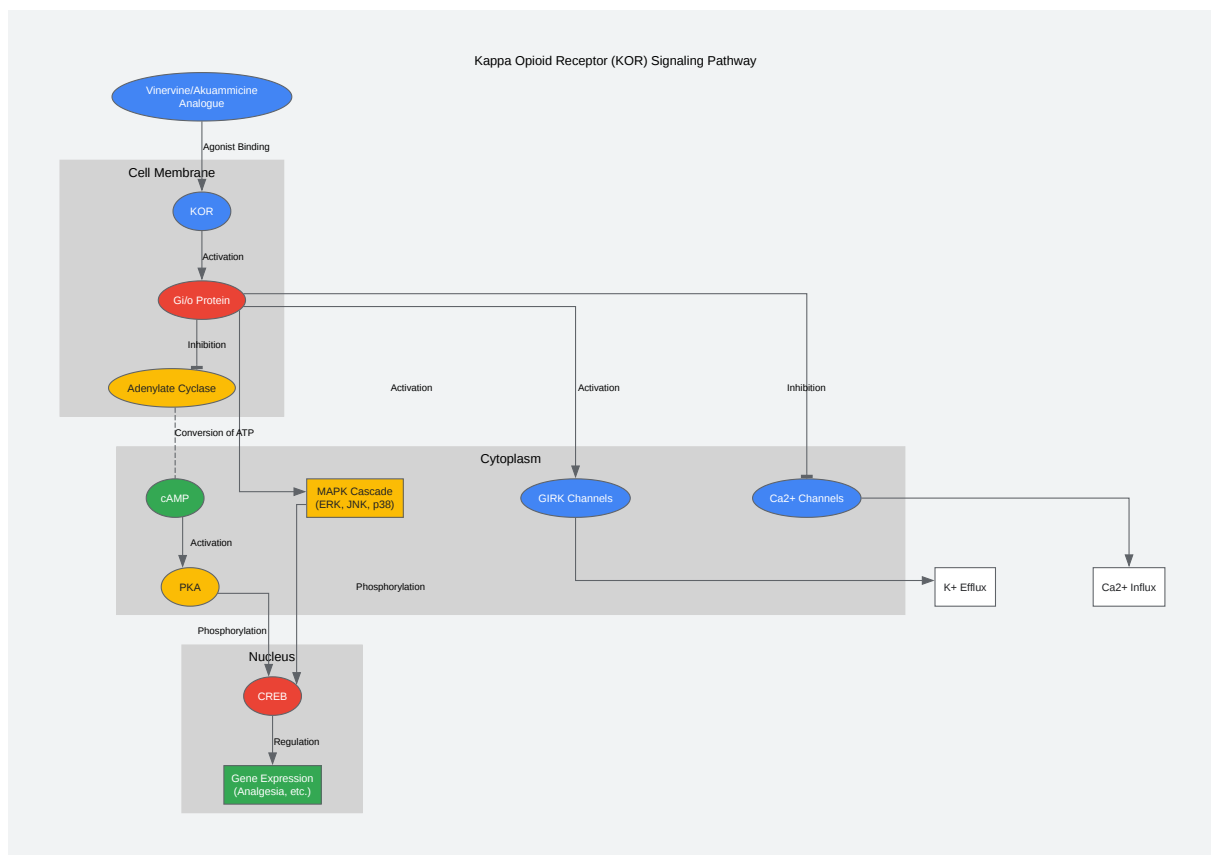 Kappa Opioid Receptor (KOR) Signaling Pathway
Vinervine/Akuammicine
Analogue
Agonist Binding
Cell Membrane
KOR
Activation
Gi/o Protein
Inhibition
Adenylate Cyclase
Activation
Activation
Inhibition
Conversion of ATP
Cytoplasm
cAMP
MAPK Cascade
(ERK, JNK, p38)
GIRK Channels
Ca2+ Channels
Activation
PKA
Phosphorylation
K+ Efflux
Ca2+ Influx
Phosphorylation
Nucleus
CREB
Regulation
Gene Expression
(Analgesia, etc.)